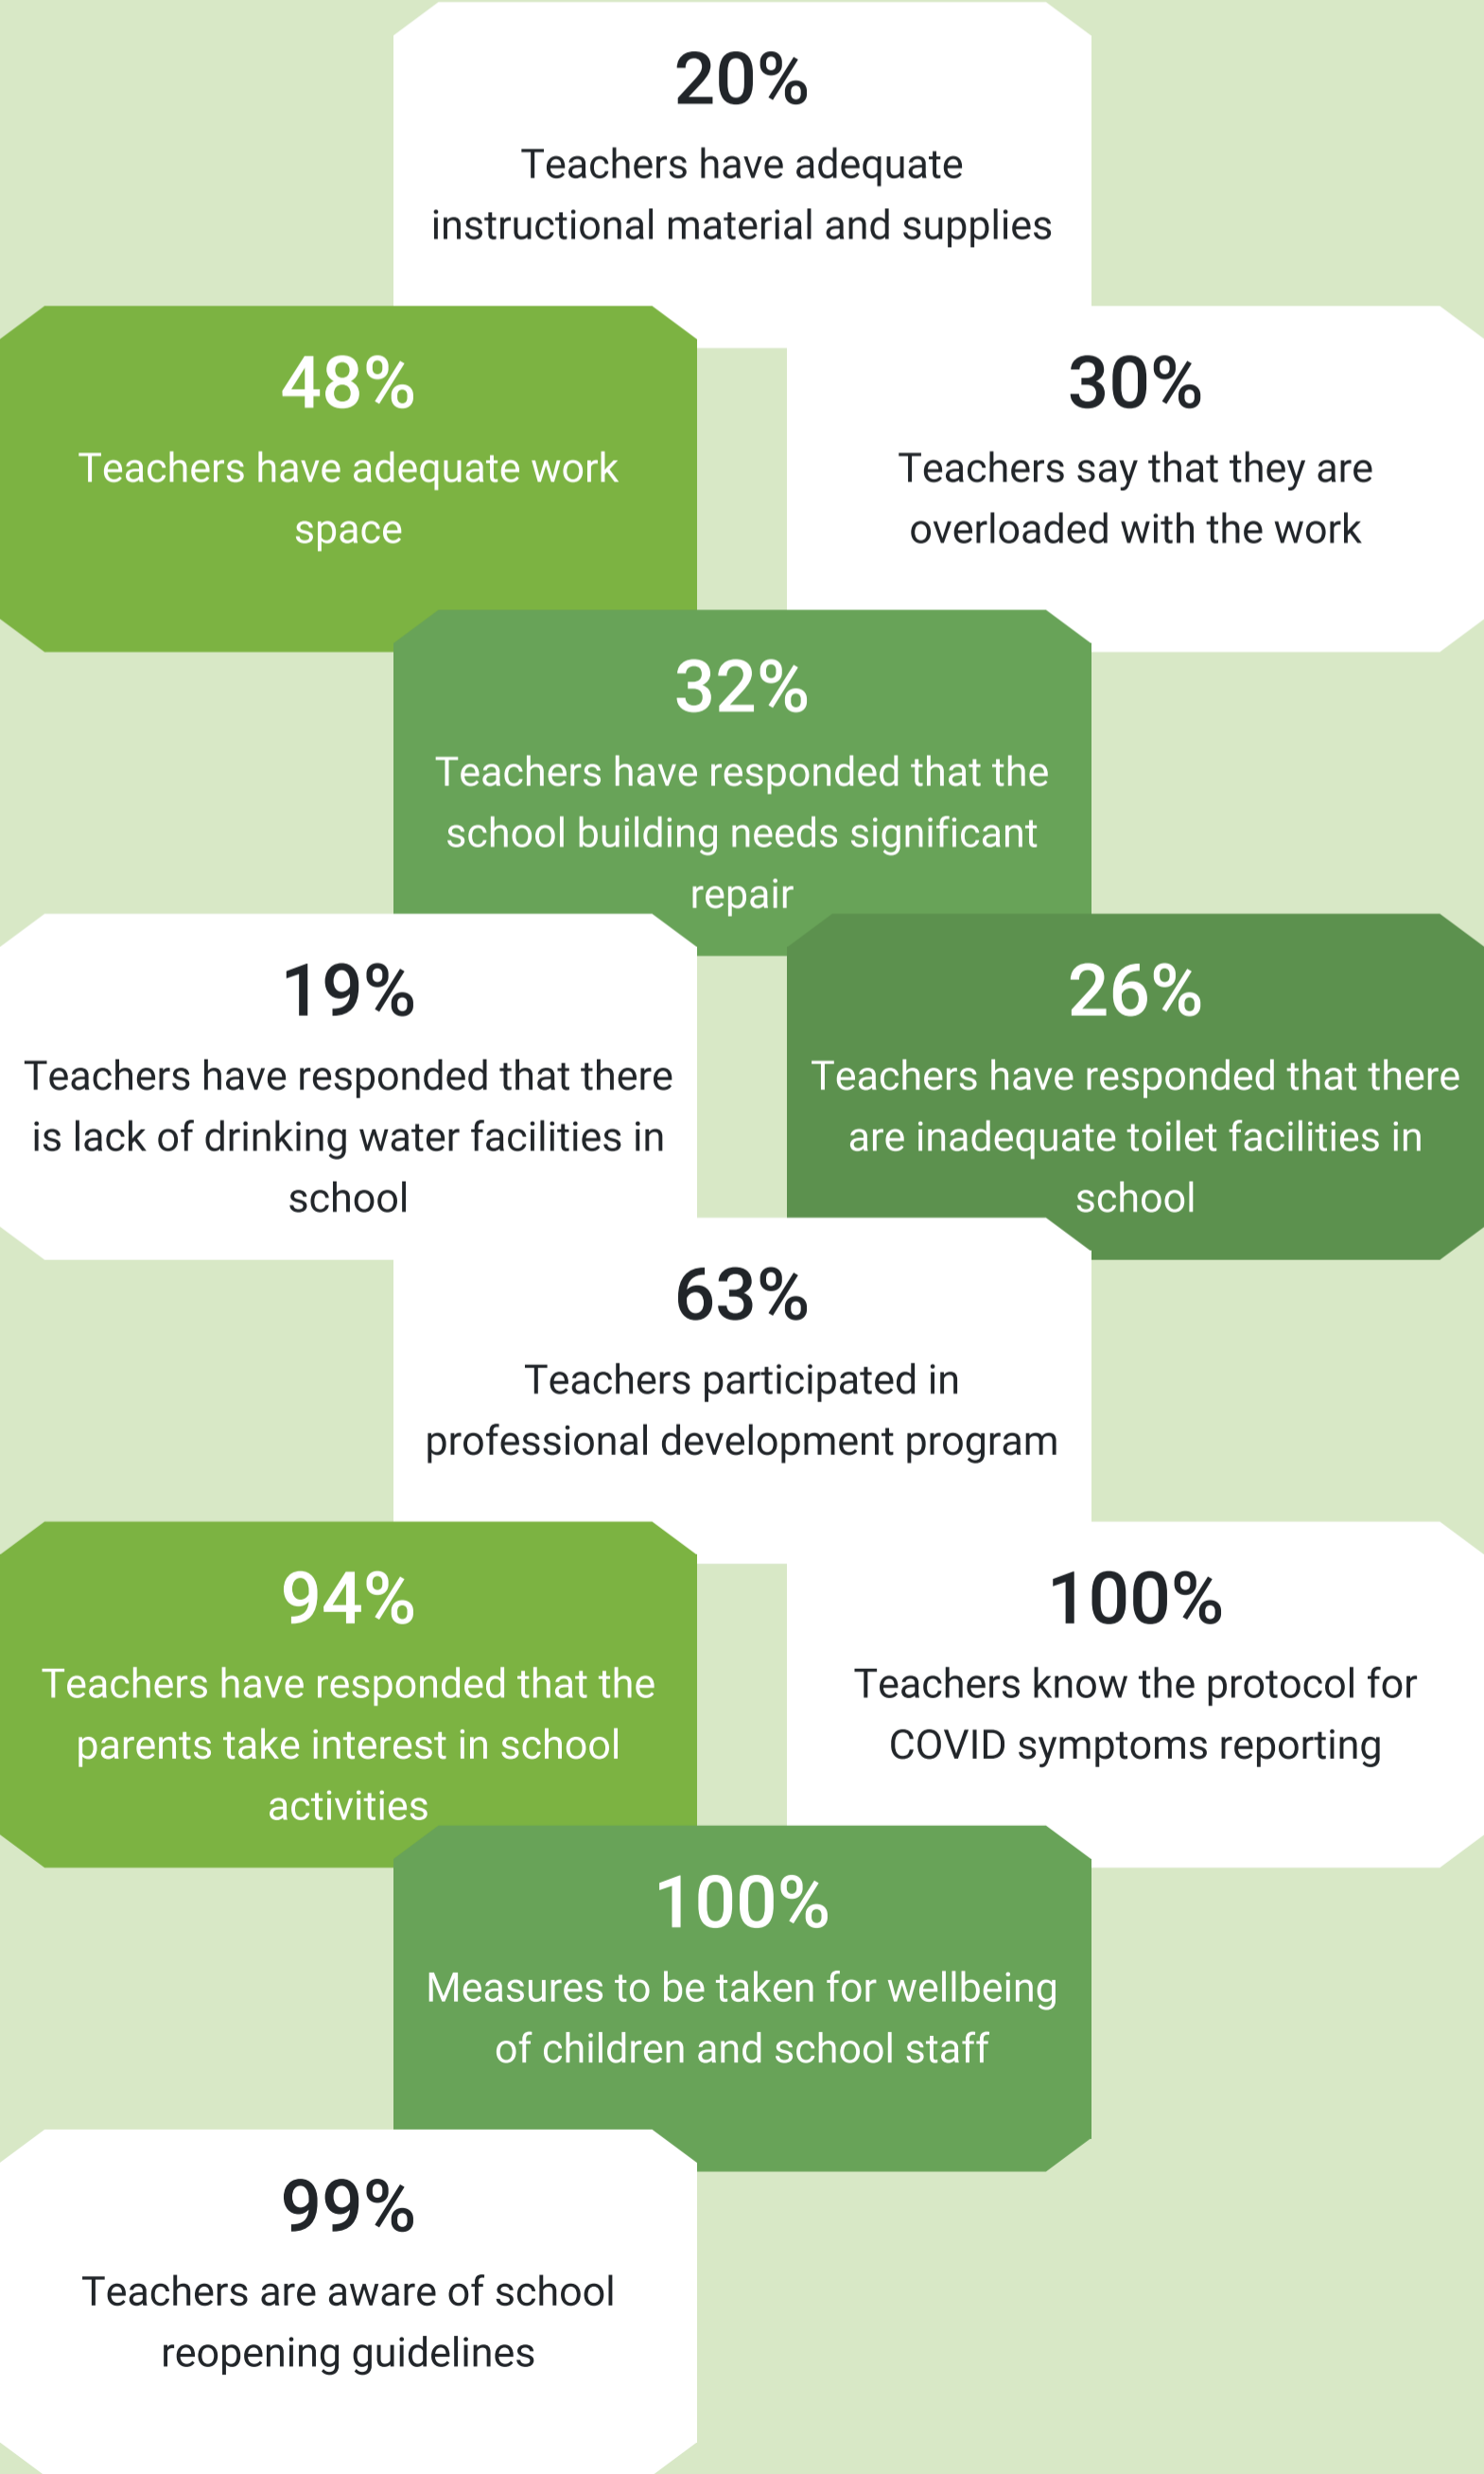 20%
Teachers have adequate
instructional material and supplies
48%
Teachers have adequate work
space
30%
Teachers say that they are
overloaded with the work
32%
Teachers have responded that the
school building needs significant
repair
19%
Teachers have responded that there
is lack of drinking water facilities in
school
26%
Teachers have responded that there
are inadequate toilet facilities in
school
63%
Teachers participated in
professional development program
94%
Teachers have responded that the
parents take interest in school
activities
100%
Teachers know the protocol for
COVID symptoms reporting
100%
Measures to be taken for wellbeing
of children and school staff
99%
Teachers are aware of school
reopening guidelines